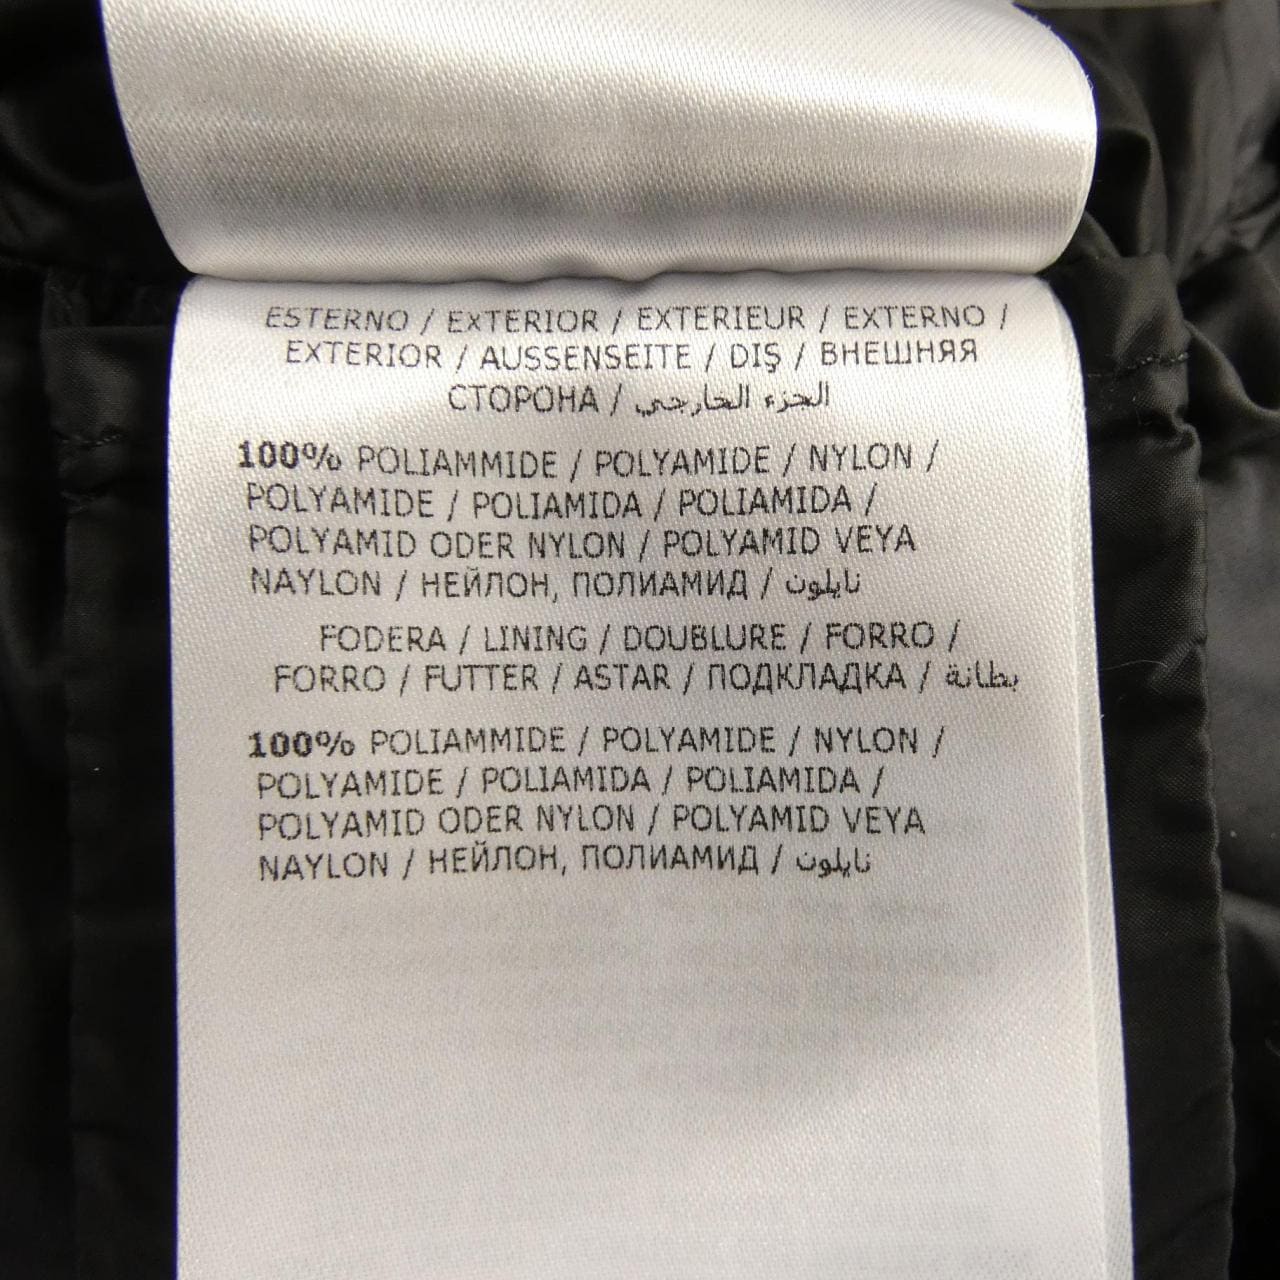 ESTERNO / EXTERIOR / EXTERIEUR / EXTERNO /
EXTERIOR / AUSSENSEITE / DIŞ / ВНЕШНЯЯ
СТОРОНА / الجزء الخارجي
100% POLIAMMIDE / POLYAMIDE / NYLON /
POLYAMIDE / POLIAMIDA / POLIAMIDA /
POLYAMID ODER NYLON / POLYAMID VEYA
NAYLON / НЕЙЛОН, ПОЛИАМИД / نايلون
FODERA / LINING / DOUBLURE / FORRO /
FORRO / FUTTER / ASTAR / ПОДКЛАДКА / بطانة
100% POLIAMMIDE / POLYAMIDE / NYLON /
POLYAMIDE / POLIAMIDA / POLIAMIDA /
POLYAMID ODER NYLON / POLYAMID VEYA
NAYLON / НЕЙЛОН, ПОЛИАМИД / نايلون